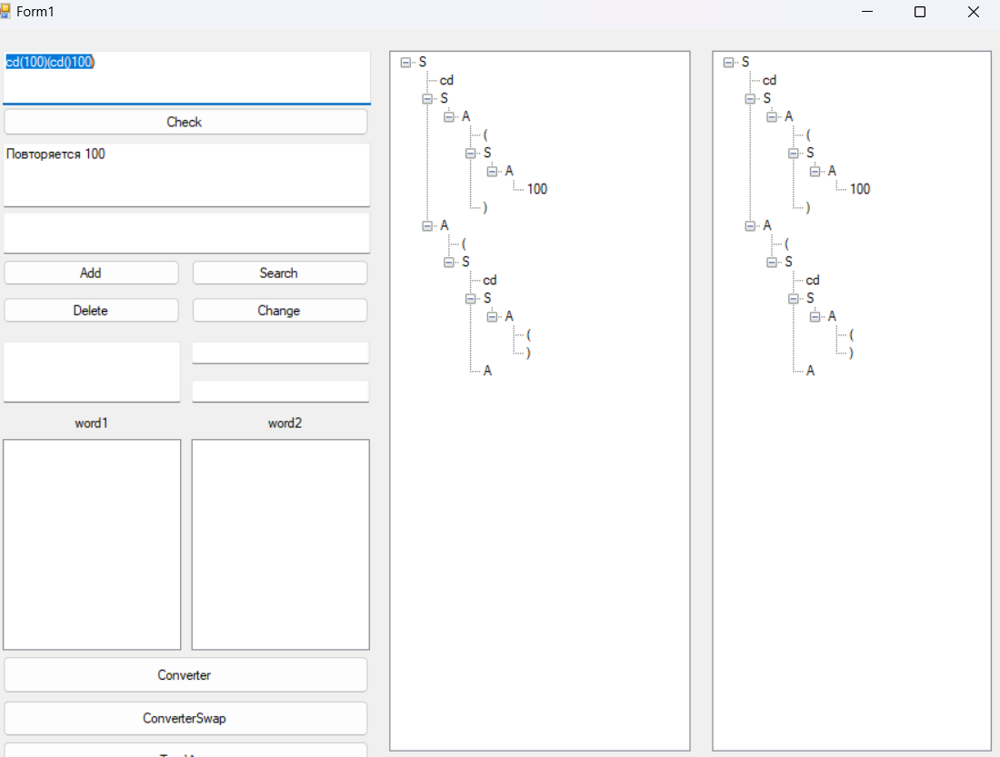 Form1
cd(100)(cd()100)
Check
Повторяется 100
Add
Search
Delete
Change
word1
word2
Converter
ConverterSwap
S
cd
S
A
(
S
A
100
)
A
(
S
cd
S
A
(
)
A
S
cd
S
A
(
S
A
100
)
A
(
S
cd
S
A
(
)
A